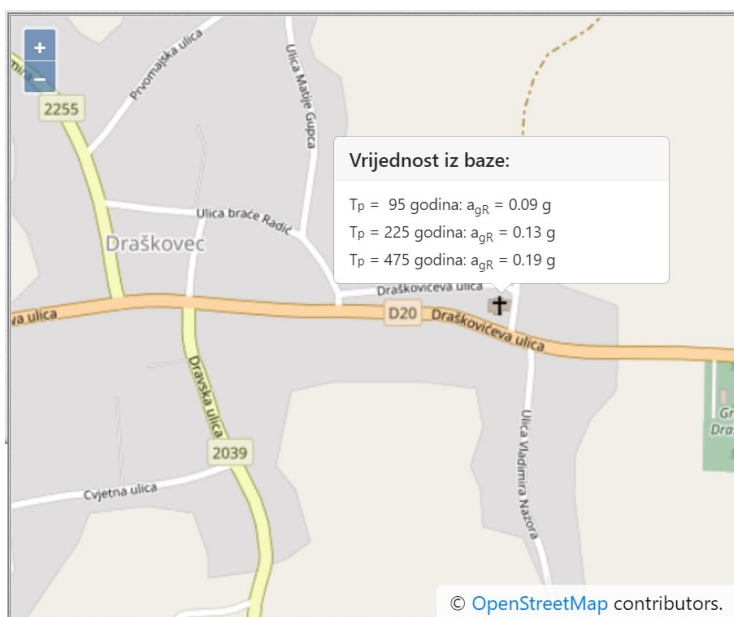 +
−
2255
Prvomajska ulica
Ulica Matije Gupca
Vrijednost iz baze:
Tp = 95 godina: agR = 0.09 g
Tp = 225 godina: agR = 0.13 g
Tp = 475 godina: agR = 0.19 g
Ulica braće Radić
Draškovec
Draškovićeva ulica
D20
Draškovićeva ulica
va ulica
Dravska ulica
Ulica Vladimira Nazora
2039
Cvjetna ulica
© OpenStreetMap contributors.